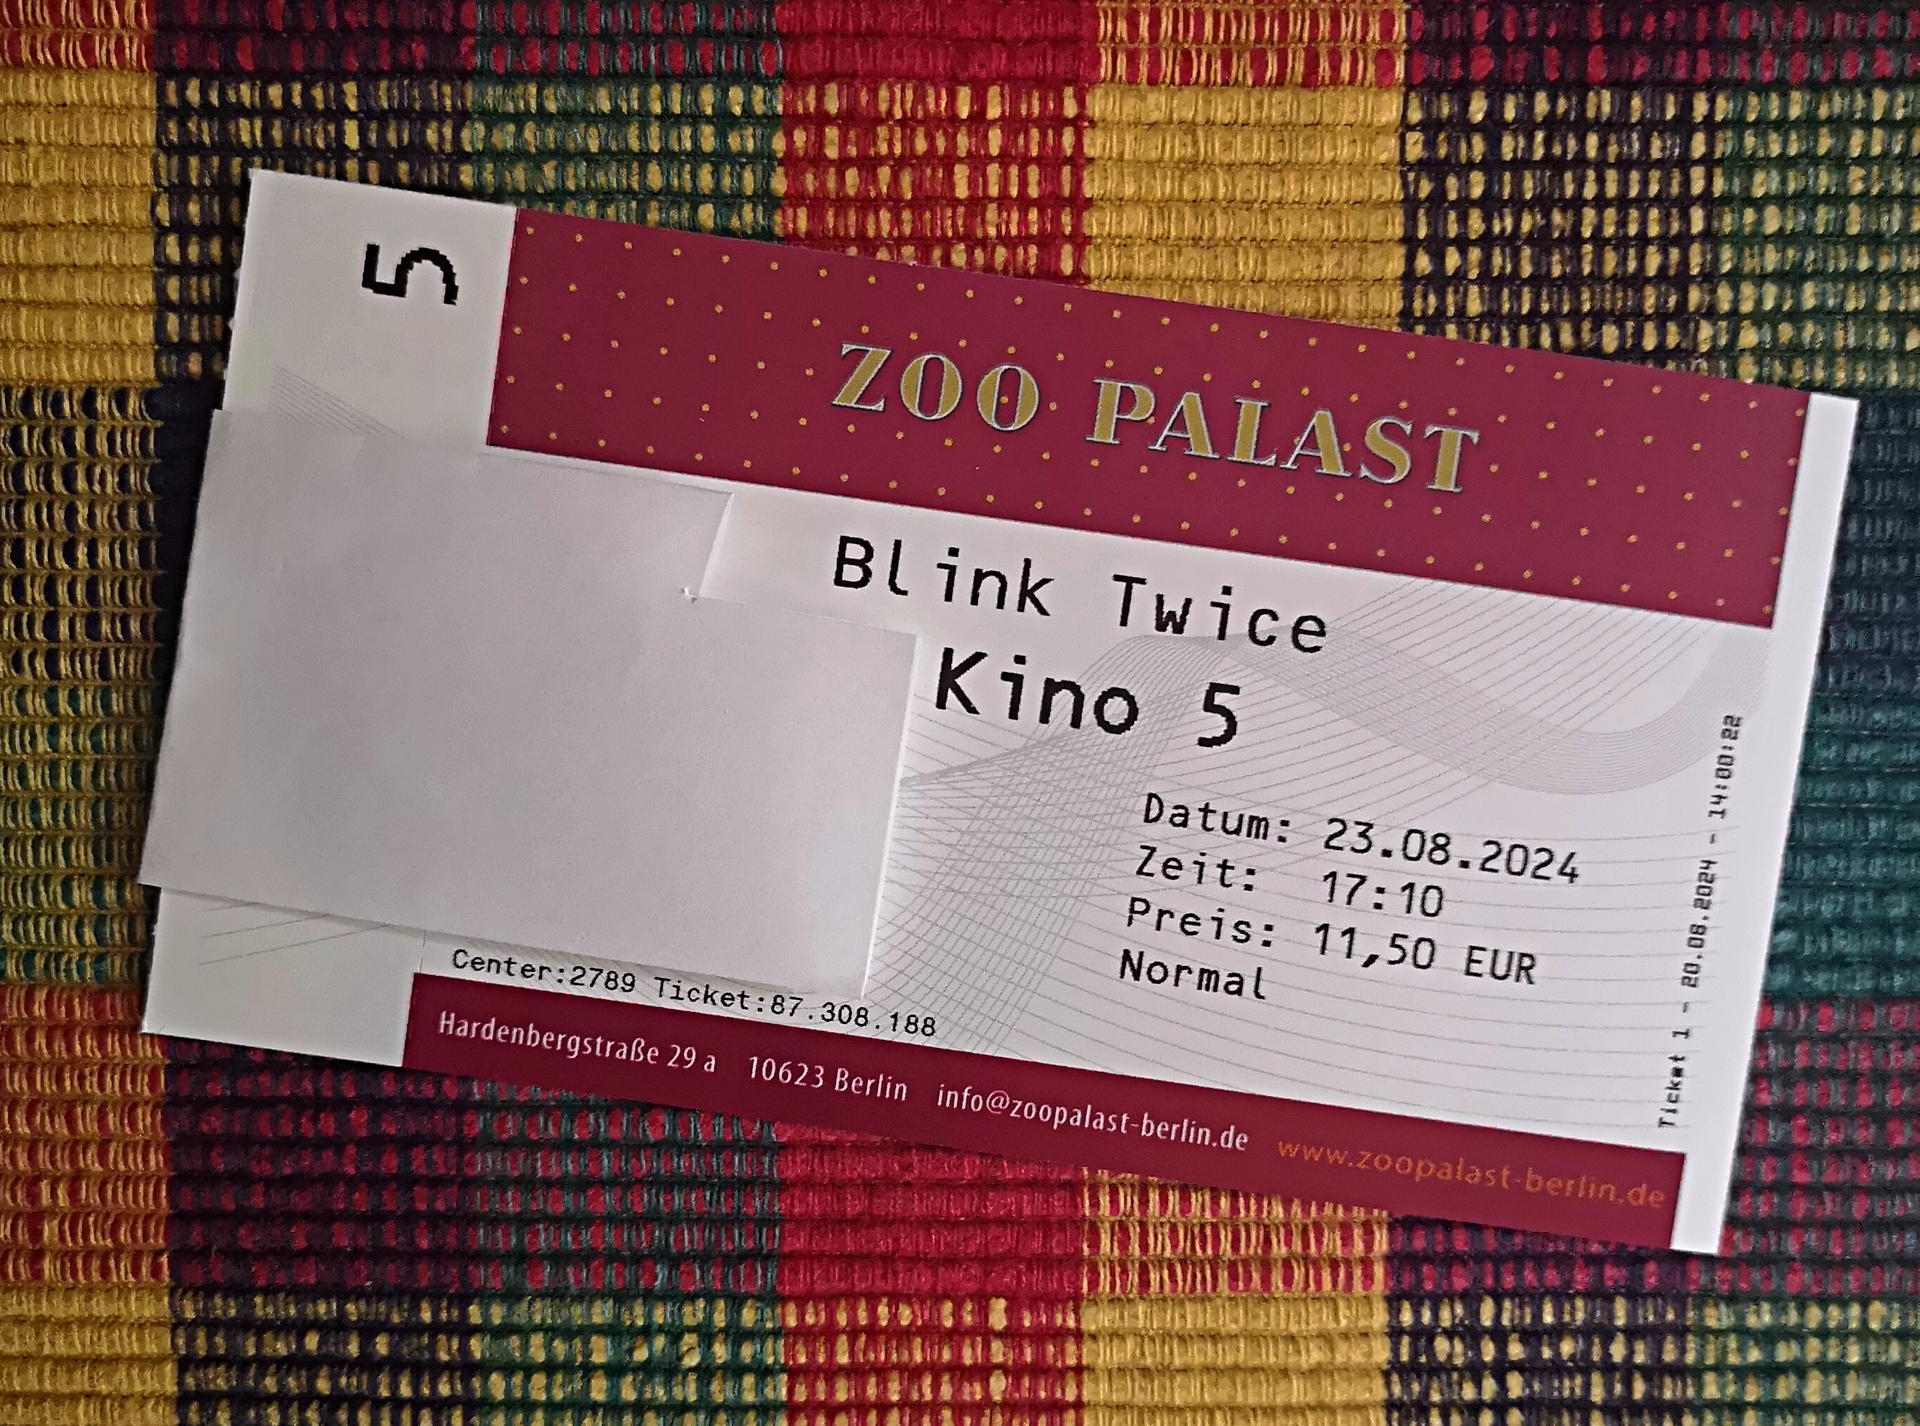 5
ZOO PALAST
Blink Twice
Kino 5
Datum: 23.08.2024
Zeit: 17:10
Preis: 11,50 EUR
Normal
Ticket 1 - 20.08.2024 - 14:00:22
Center:2789 Ticket:87.308.188
Hardenbergstraße 29 a 10623 Berlin info@zoopalast-berlin.de www.zoopalast-berlin.de